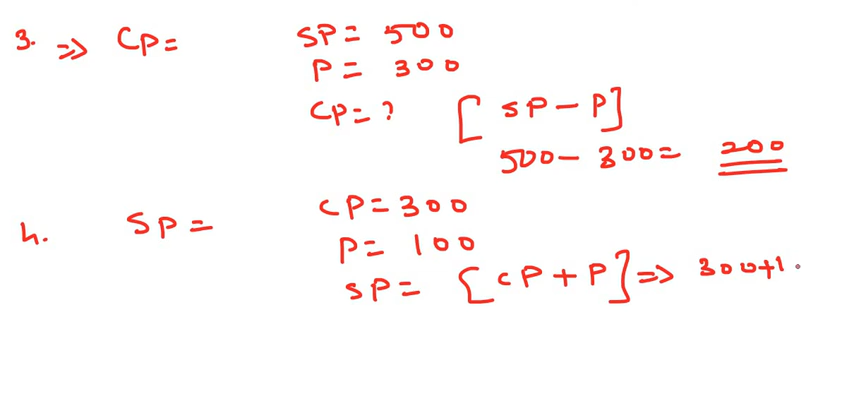 3. ⇒ CP= SP= 500
P= 300
CP=? [SP-P]
500-300= 200
4. SP= CP=300
P= 100
SP= [CP+P]⇒ 300+1